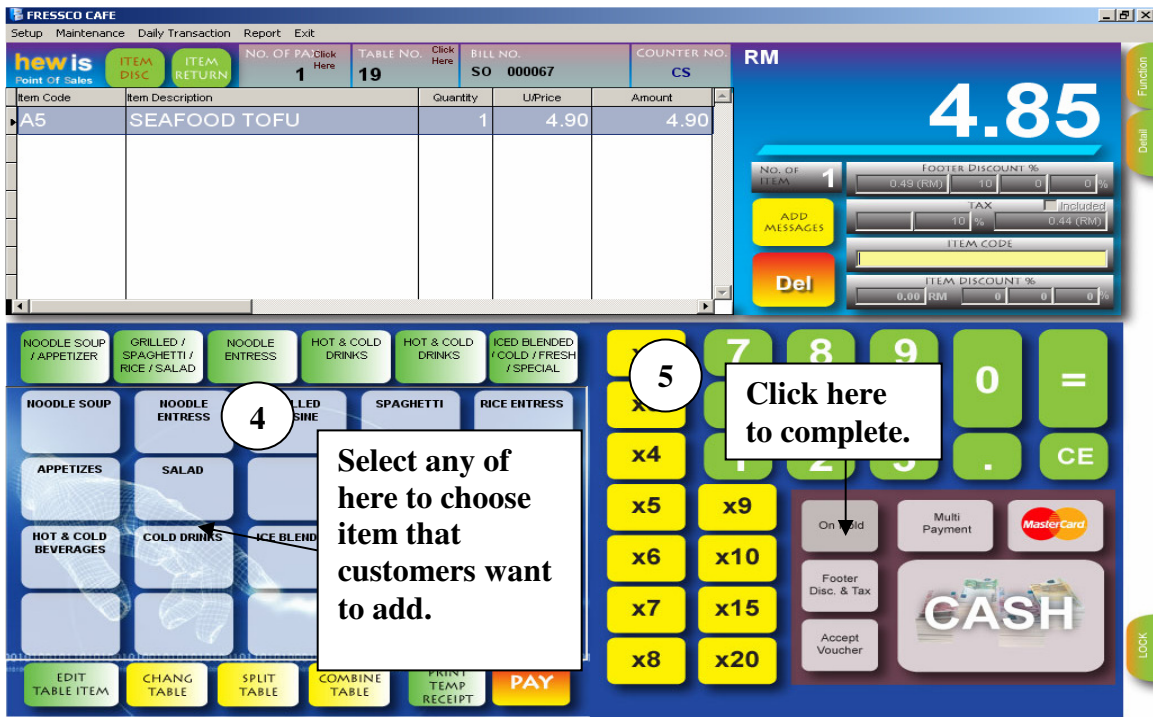 FRESSCO CAFE
Setup Maintenance Daily Transaction Report Exit
hew is
Point Of Sales
ITEM
DISC
ITEM
RETURN
NO. OF PAX
Click
Here
1
TABLE NO.
Click
Here
19
BILL NO.
SO 000067
COUNTER NO.
CS
Item Code Item Description Quantity U/Price Amount
A5 SEAFOOD TOFU 1 4.90 4.90
RM
4.85
NO. OF
ITEM 1
FOOTER DISCOUNT %
0.49 (RM) 10 0 0 %
ADD
MESSAGES
TAX Included
10 % 0.44 (RM)
ITEM CODE
Del
ITEM DISCOUNT %
0.00 RM 0 0 0 %
Function
Detail
LOCK
NOODLE SOUP
/ APPETIZER
GRILLED /
SPAGHETTI /
RICE / SALAD
NOODLE
ENTRESS
HOT & COLD
DRINKS
HOT & COLD
DRINKS
ICED BLENDED
/ COLD / FRESH
/ SPECIAL
NOODLE SOUP
NOODLE
ENTRESS
SPAGHETTI
RICE ENTRESS
APPETIZES
SALAD
HOT & COLD
BEVERAGES
COLD DRINKS
ICE BLEND
4
Select any of
here to choose
item that
customers want
to add.
EDIT
TABLE ITEM
CHANG
TABLE
SPLIT
TABLE
COMBINE
TABLE
PRINT
TEMP
RECEIPT
PAY
5
Click here
to complete.
7 8 9
0 =
x4
. CE
x5 x9
x6 x10
x7 x15
x8 x20
Multi
Payment
MasterCard
Footer
Disc. & Tax
Accept
Voucher
CASH